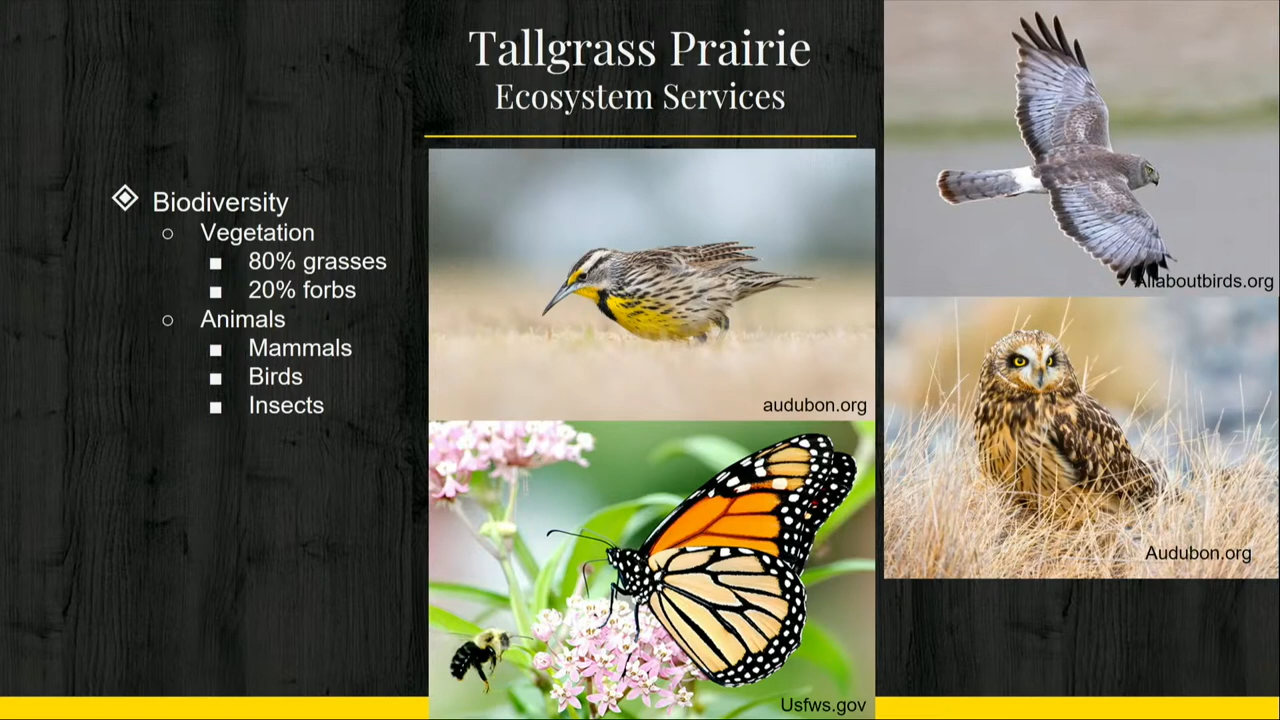 Tallgrass Prairie
Ecosystem Services
Biodiversity
Vegetation
80% grasses
20% forbs
Animals
Mammals
Birds
Insects
audubon.org
Usfws.gov
Allaboutbirds.org
Audubon.org